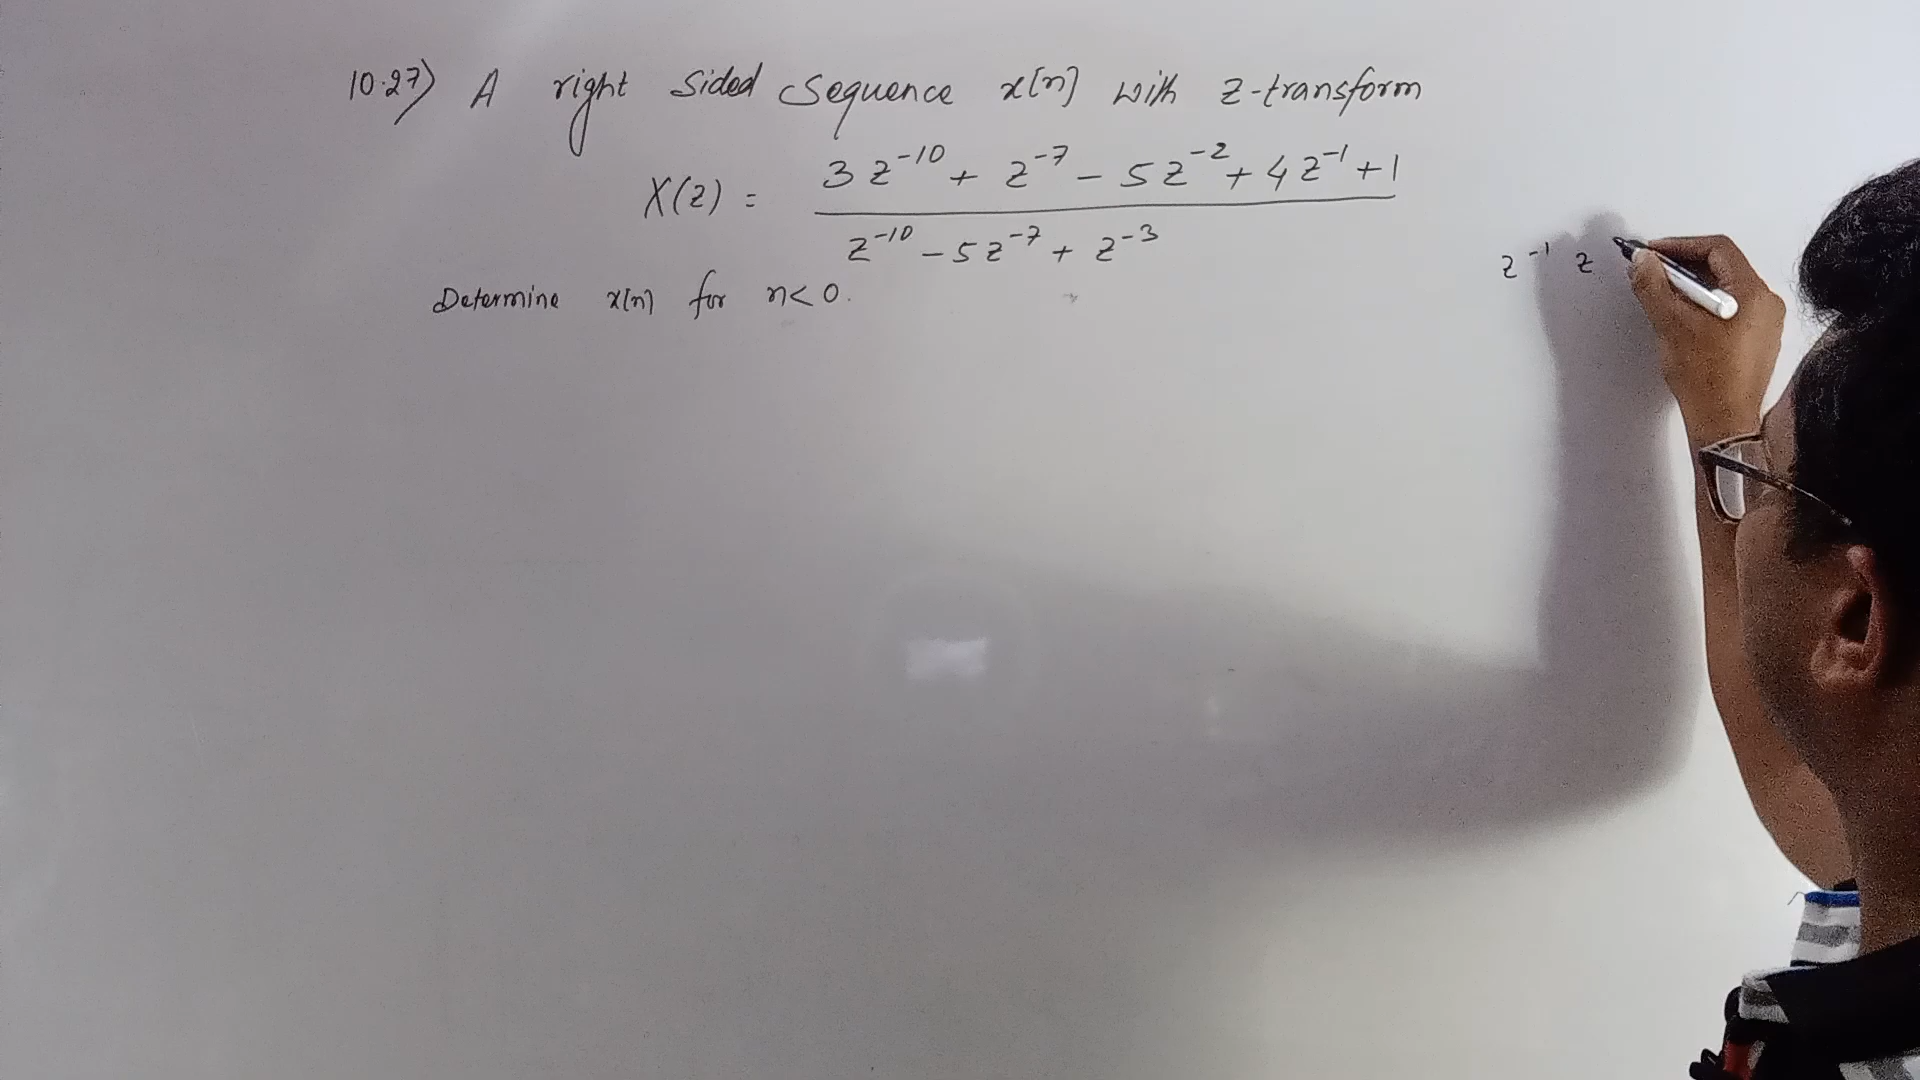 10.27) A right sided sequence x[n] with z-transform
X(z) = \frac{3z^{-10} + z^{-7} - 5z^{-2} + 4z^{-1} + 1}{z^{-10} - 5z^{-7} + z^{-3}}
z^{-1} z
Determine x[n] for n<0.